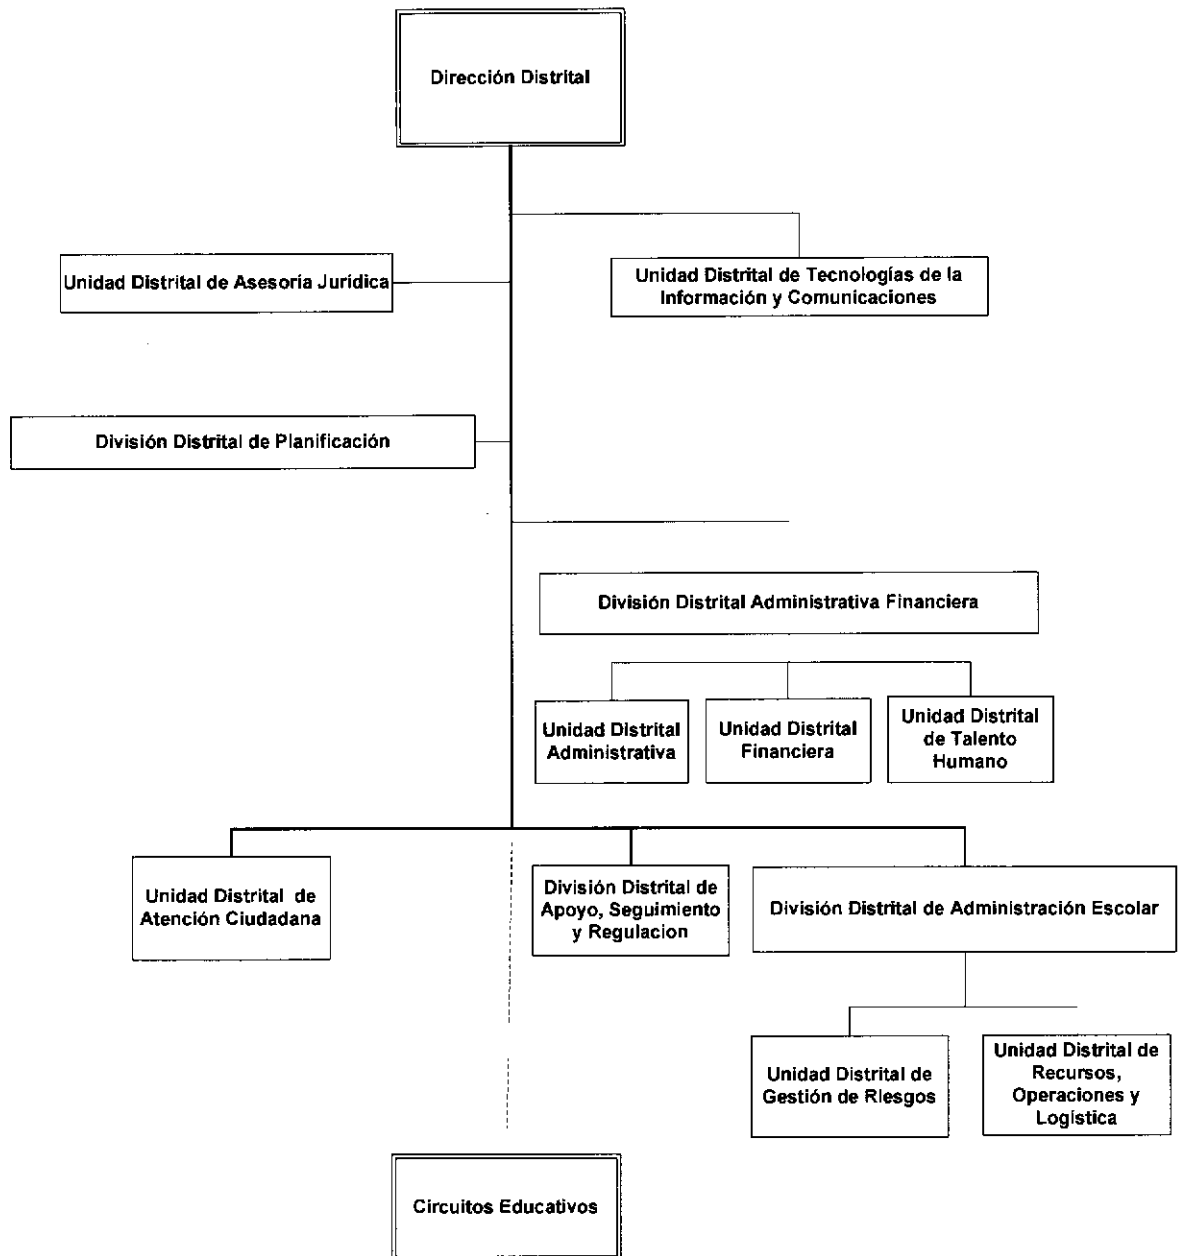 Dirección Distrital
Unidad Distrital de Asesoría Jurídica
Unidad Distrital de Tecnologías de la
Información y Comunicaciones
División Distrital de Planificación
División Distrital Administrativa Financiera
Unidad Distrital
Administrativa
Unidad Distrital
Financiera
Unidad Distrital
de Talento
Humano
Unidad Distrital de
Atención Ciudadana
División Distrital de
Apoyo, Seguimiento
y Regulacion
División Distrital de Administración Escolar
Unidad Distrital de
Gestión de Riesgos
Unidad Distrital de
Recursos,
Operaciones y
Logística
Circuitos Educativos